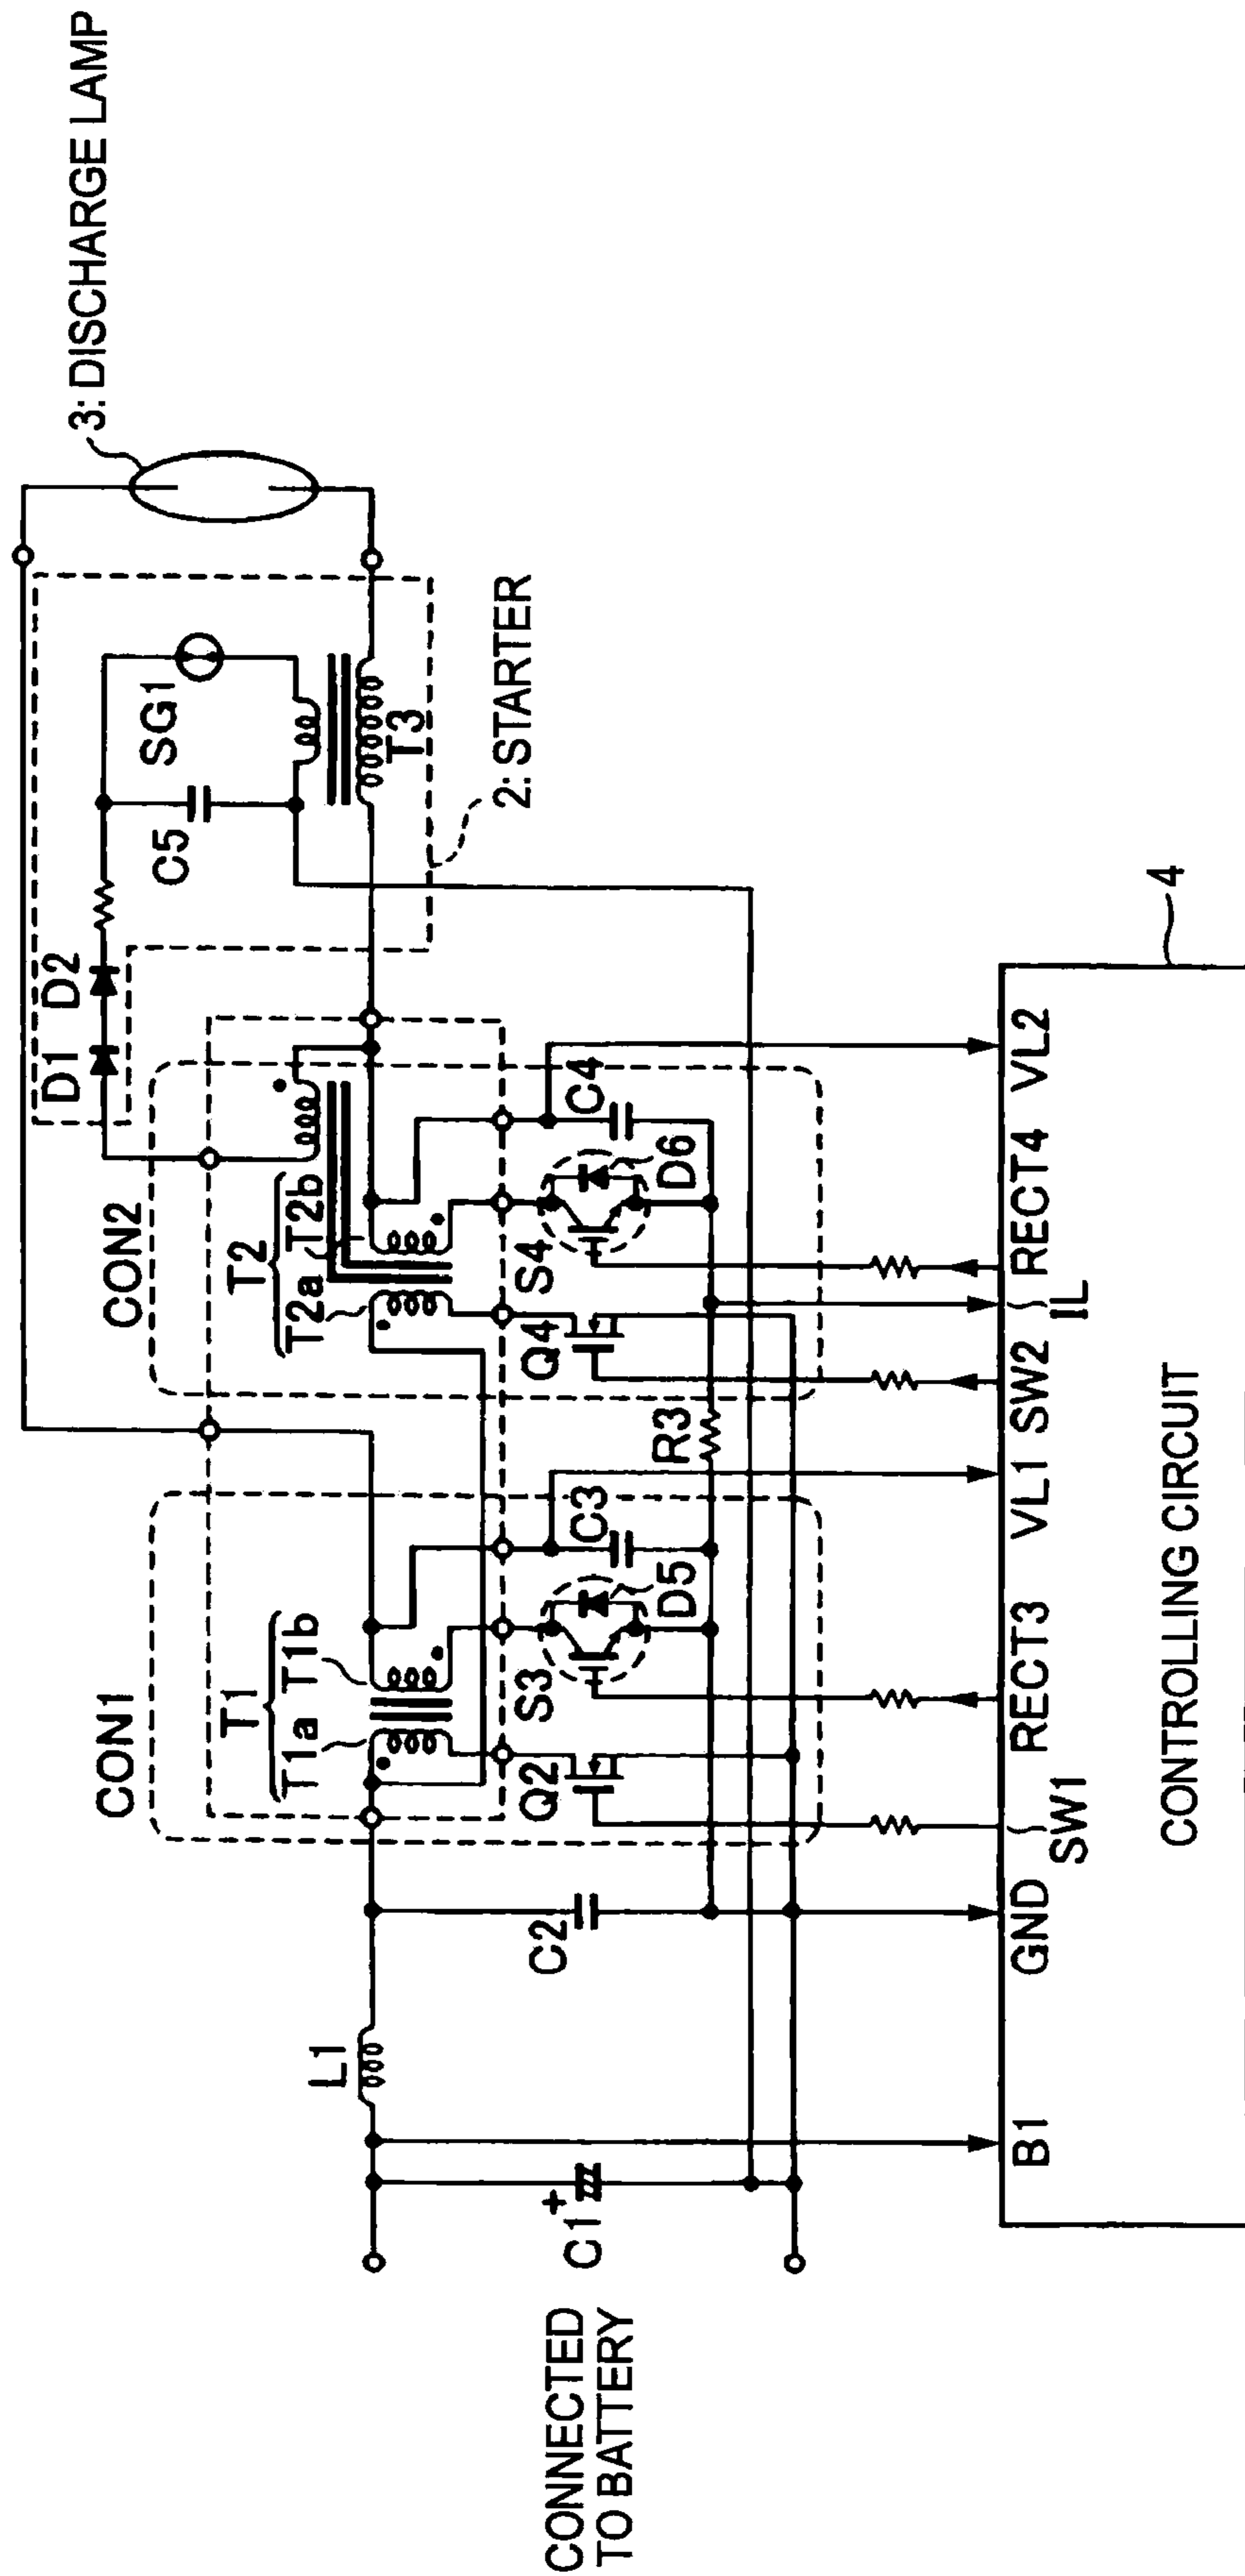 3: DISCHARGE LAMP
D1
D2
C5
SG1
T3
2: STARTER
CON1
CON2
T1
T1a
T1b
T2
T2a
T2b
L1
C1
+
C2
Q2
S3
D5
C3
R3
Q4
S4
D6
C4
CONNECTED
TO BATTERY
B1
GND
SW1
RECT3
VL1
SW2
IL
RECT4
VL2
4
CONTROLLING CIRCUIT